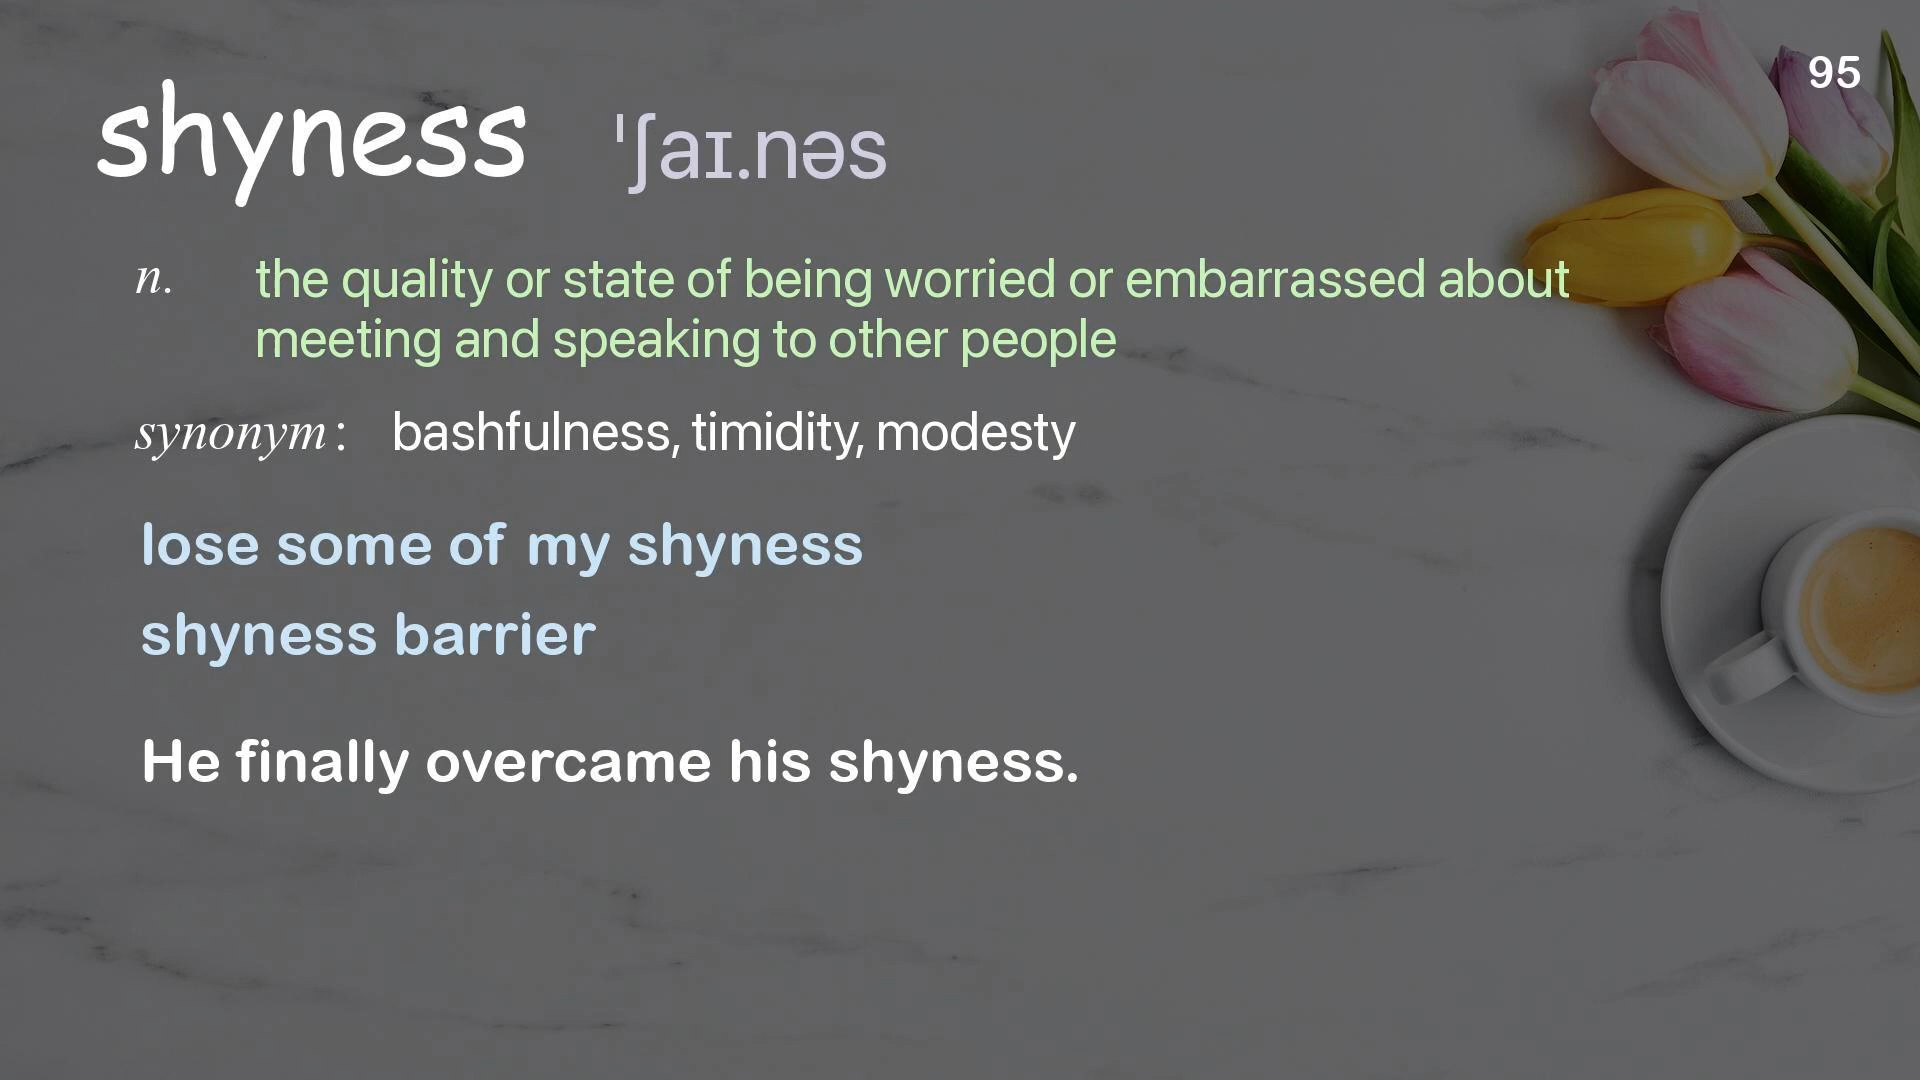 95
shyness ˈʃaɪ.nəs
n. the quality or state of being worried or embarrassed about
meeting and speaking to other people
synonym: bashfulness, timidity, modesty
lose some of my shyness
shyness barrier
He finally overcame his shyness.